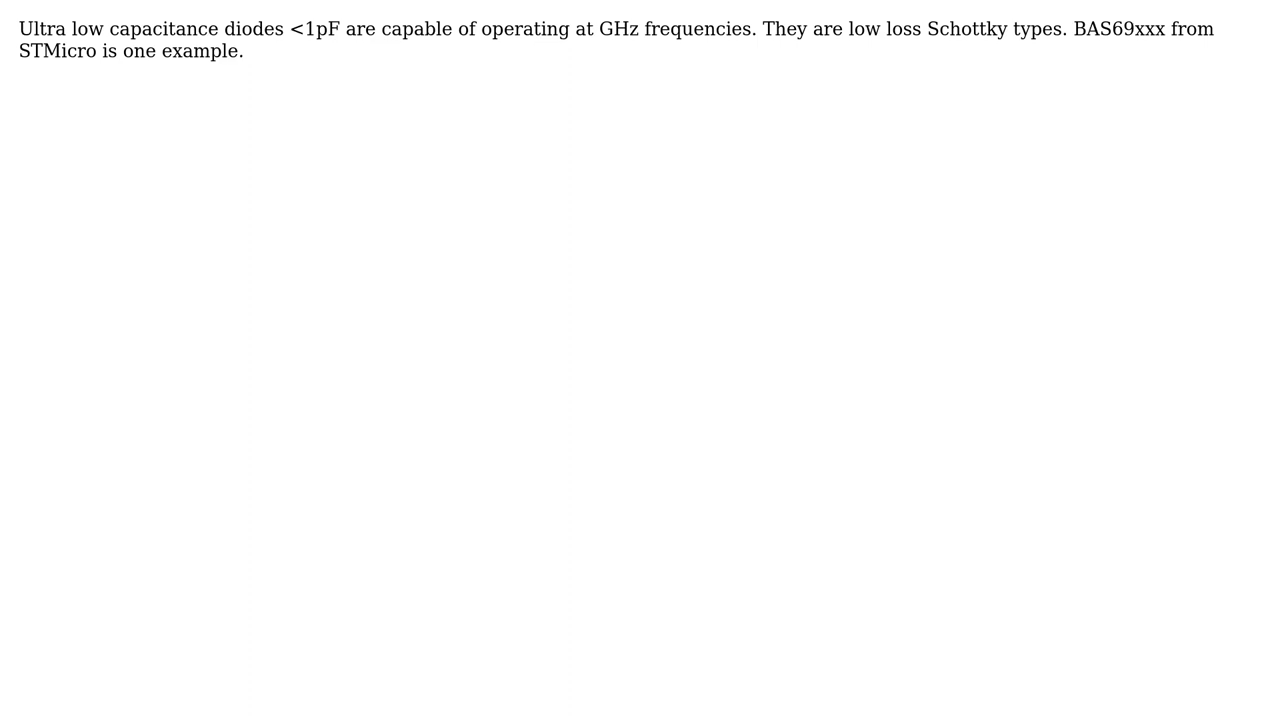 Ultra low capacitance diodes <1pF are capable of operating at GHz frequencies. They are low loss Schottky types. BAS69xxx from
STMicro is one example.